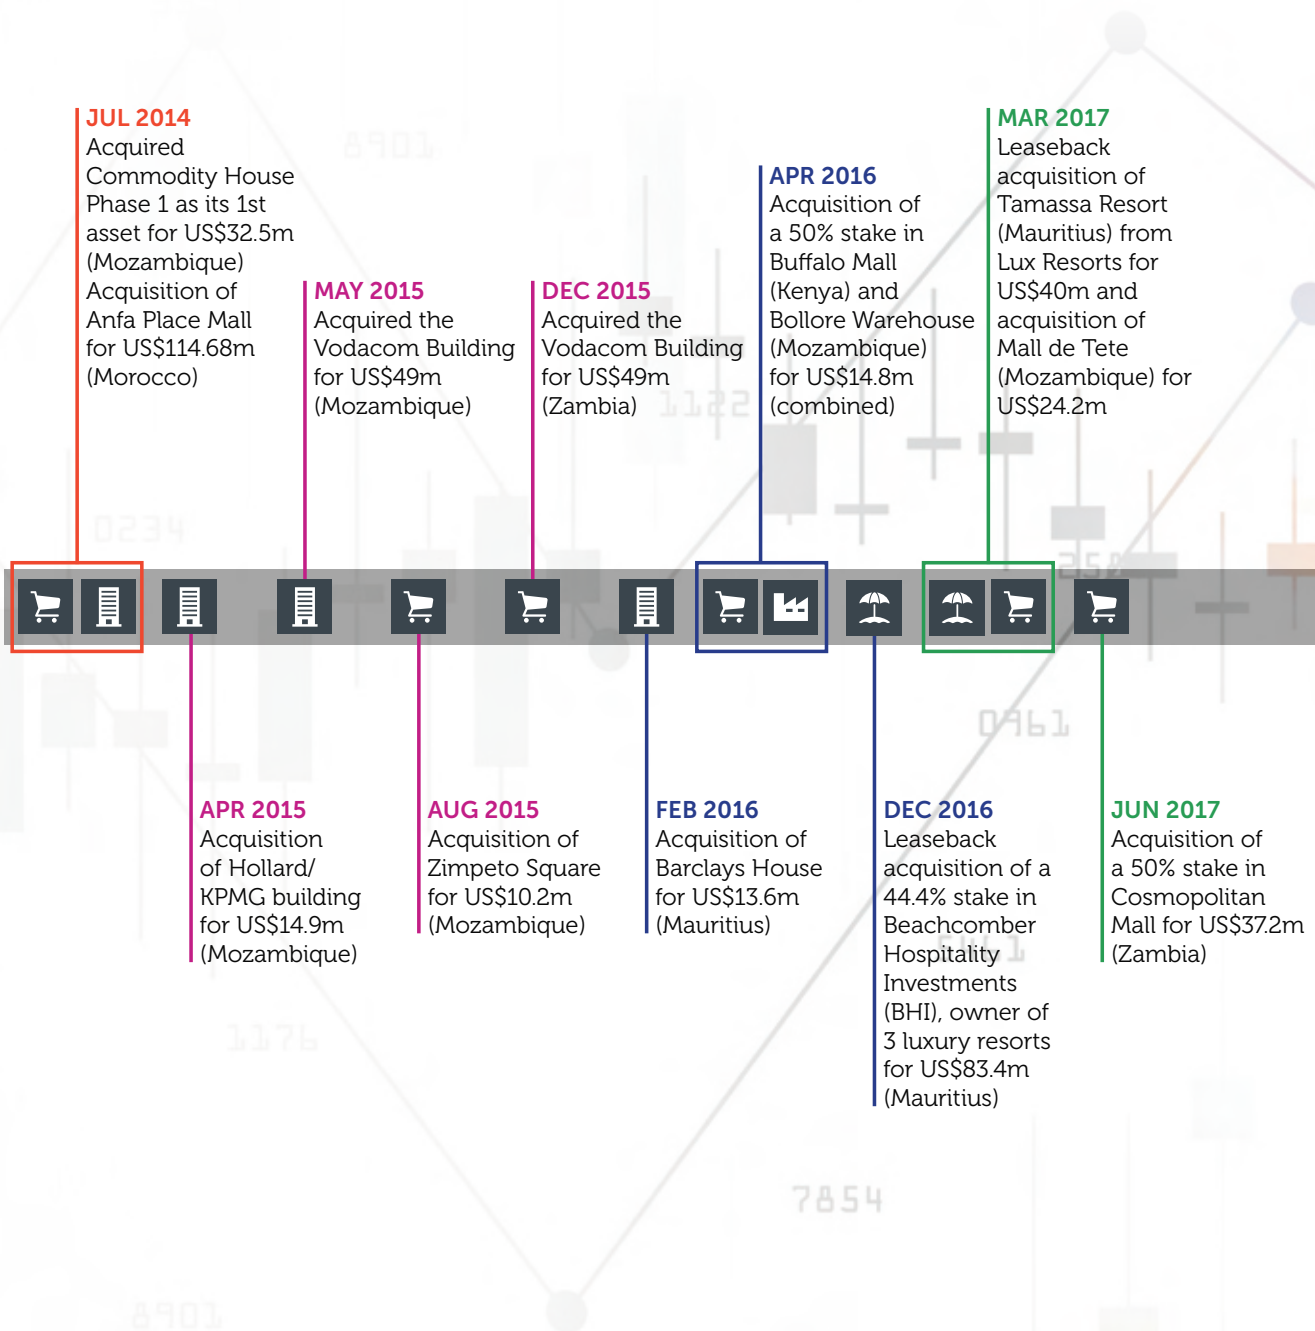 JUL 2014
Acquired
Commodity House
Phase 1 as its 1st
asset for US$32.5m
(Mozambique)
Acquisition of
Anfa Place Mall
for US$114.68m
(Morocco)
MAY 2015
Acquired the
Vodacom Building
for US$49m
(Mozambique)
DEC 2015
Acquired the
Vodacom Building
for US$49m
(Zambia)
APR 2016
Acquisition of
a 50% stake in
Buffalo Mall
(Kenya) and
Bollore Warehouse
(Mozambique)
for US$14.8m
(combined)
MAR 2017
Leaseback
acquisition of
Tamassa Resort
(Mauritius) from
Lux Resorts for
US$40m and
acquisition of
Mall de Tete
(Mozambique) for
US$24.2m
APR 2015
Acquisition
of Hollard/
KPMG building
for US$14.9m
(Mozambique)
AUG 2015
Acquisition of
Zimpeto Square
for US$10.2m
(Mozambique)
FEB 2016
Acquisition of
Barclays House
for US$13.6m
(Mauritius)
DEC 2016
Leaseback
acquisition of a
44.4% stake in
Beachcomber
Hospitality
Investments
(BHI), owner of
3 luxury resorts
for US$83.4m
(Mauritius)
JUN 2017
Acquisition of
a 50% stake in
Cosmopolitan
Mall for US$37.2m
(Zambia)
8901
1122
0234
0961
1176
7854
8901